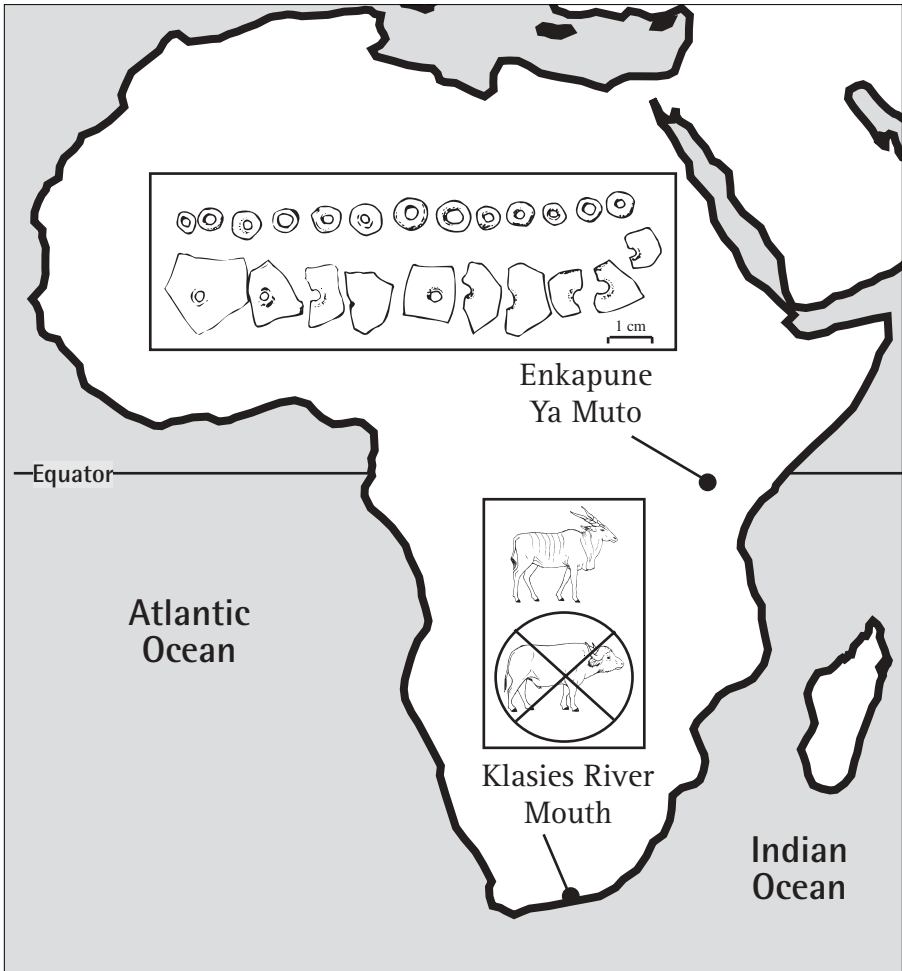 1 cm
Enkapune
Ya Muto
Equator
Atlantic
Ocean
Klasies River
Mouth
Indian
Ocean